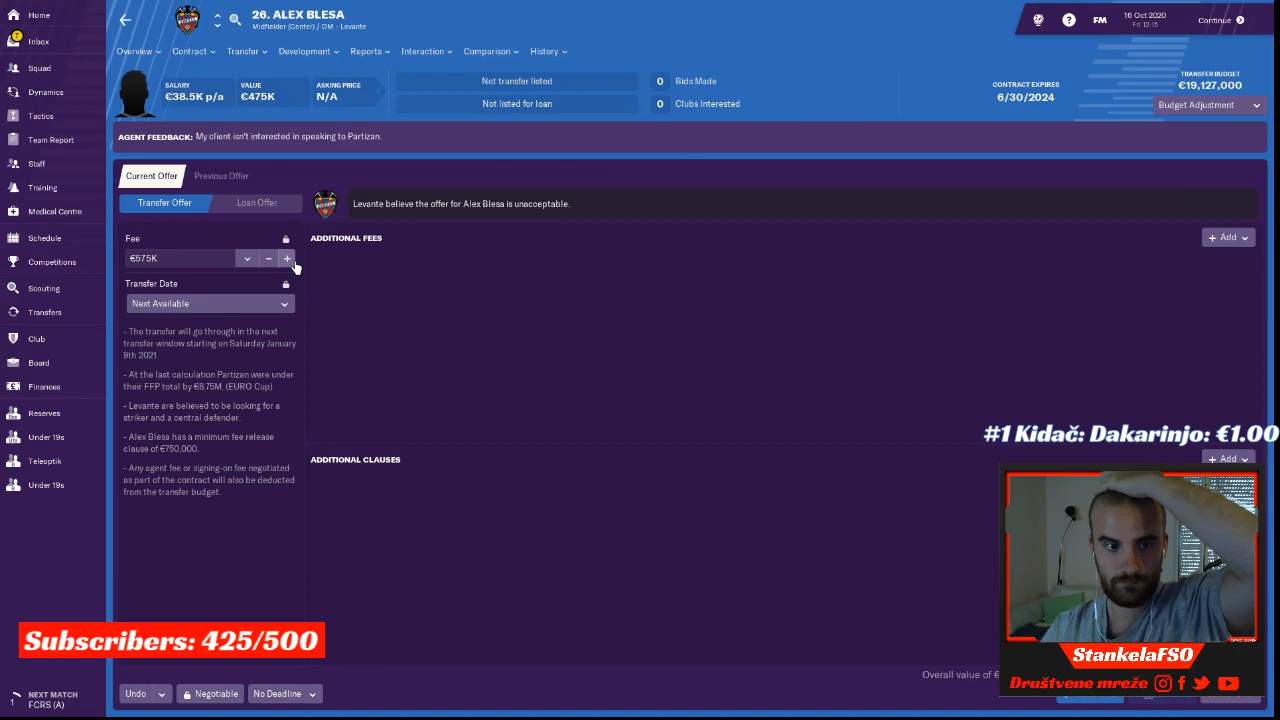 Home
7
Inbox
Squad
Dynamics
Tactics
Team Report
Staff
Training
Medical Centre
Schedule
Competitions
Scouting
Transfers
Club
Board
Finances
Reserves
Under 19s
Teleoptik
Under 19s
1
NEXT MATCH
FCRS (A)
26. ALEX BLESA
Midfielder (Center) / DM - Levante
?
FM
16 Oct 2020
Fri 12:15
Continue
Overview
Contract
Transfer
Development
Reports
Interaction
Comparison
History
SALARY
€38.5K p/a
VALUE
€475K
ASKING PRICE
N/A
Not transfer listed
Not listed for loan
0 Bids Made
0 Clubs Interested
CONTRACT EXPIRES
6/30/2024
TRANSFER BUDGET
€19,127,000
Budget Adjustment
AGENT FEEDBACK: My client isn't interested in speaking to Partizan.
Current Offer
Previous Offer
Transfer Offer
Loan Offer
Levante believe the offer for Alex Blesa is unacceptable.
Fee
€575K
Transfer Date
Next Available
- The transfer will go through in the next
transfer window starting on Saturday January
9th 2021.
- At the last calculation Partizan were under
their FFP total by €8.75M. (EURO Cup)
- Levante are believed to be looking for a
striker and a central defender.
- Alex Blesa has a minimum fee release
clause of €750,000.
- Any agent fee or signing-on fee negotiated
as part of the contract will also be deducted
from the transfer budget.
ADDITIONAL FEES
+ Add
ADDITIONAL CLAUSES
+ Add
#1 Kidač: Dakarinjo: €1.00
Subscribers: 425/500
Overall value of €
Undo
Negotiable
No Deadline
StankelaFSO
Društvene mreže